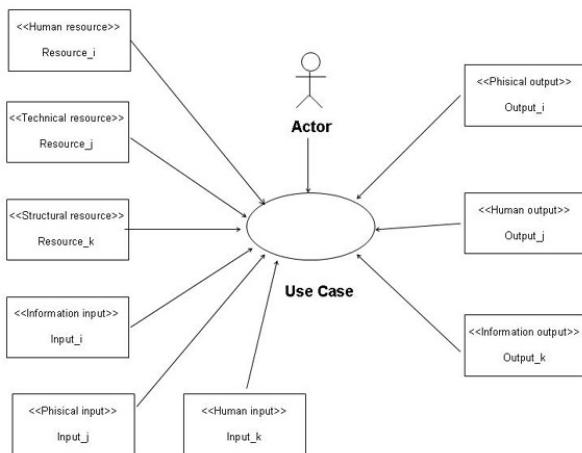 <<Human resource>>
Resource_i
<<Technical resource>>
Resource_j
<<Structural resource>>
Resource_k
<<Information input>>
Input_i
<<Phisical input>>
Input_j
<<Human input>>
Input_k
Actor
Use Case
<<Phisical output>>
Output_i
<<Human output>>
Output_j
<<Information output>>
Output_k